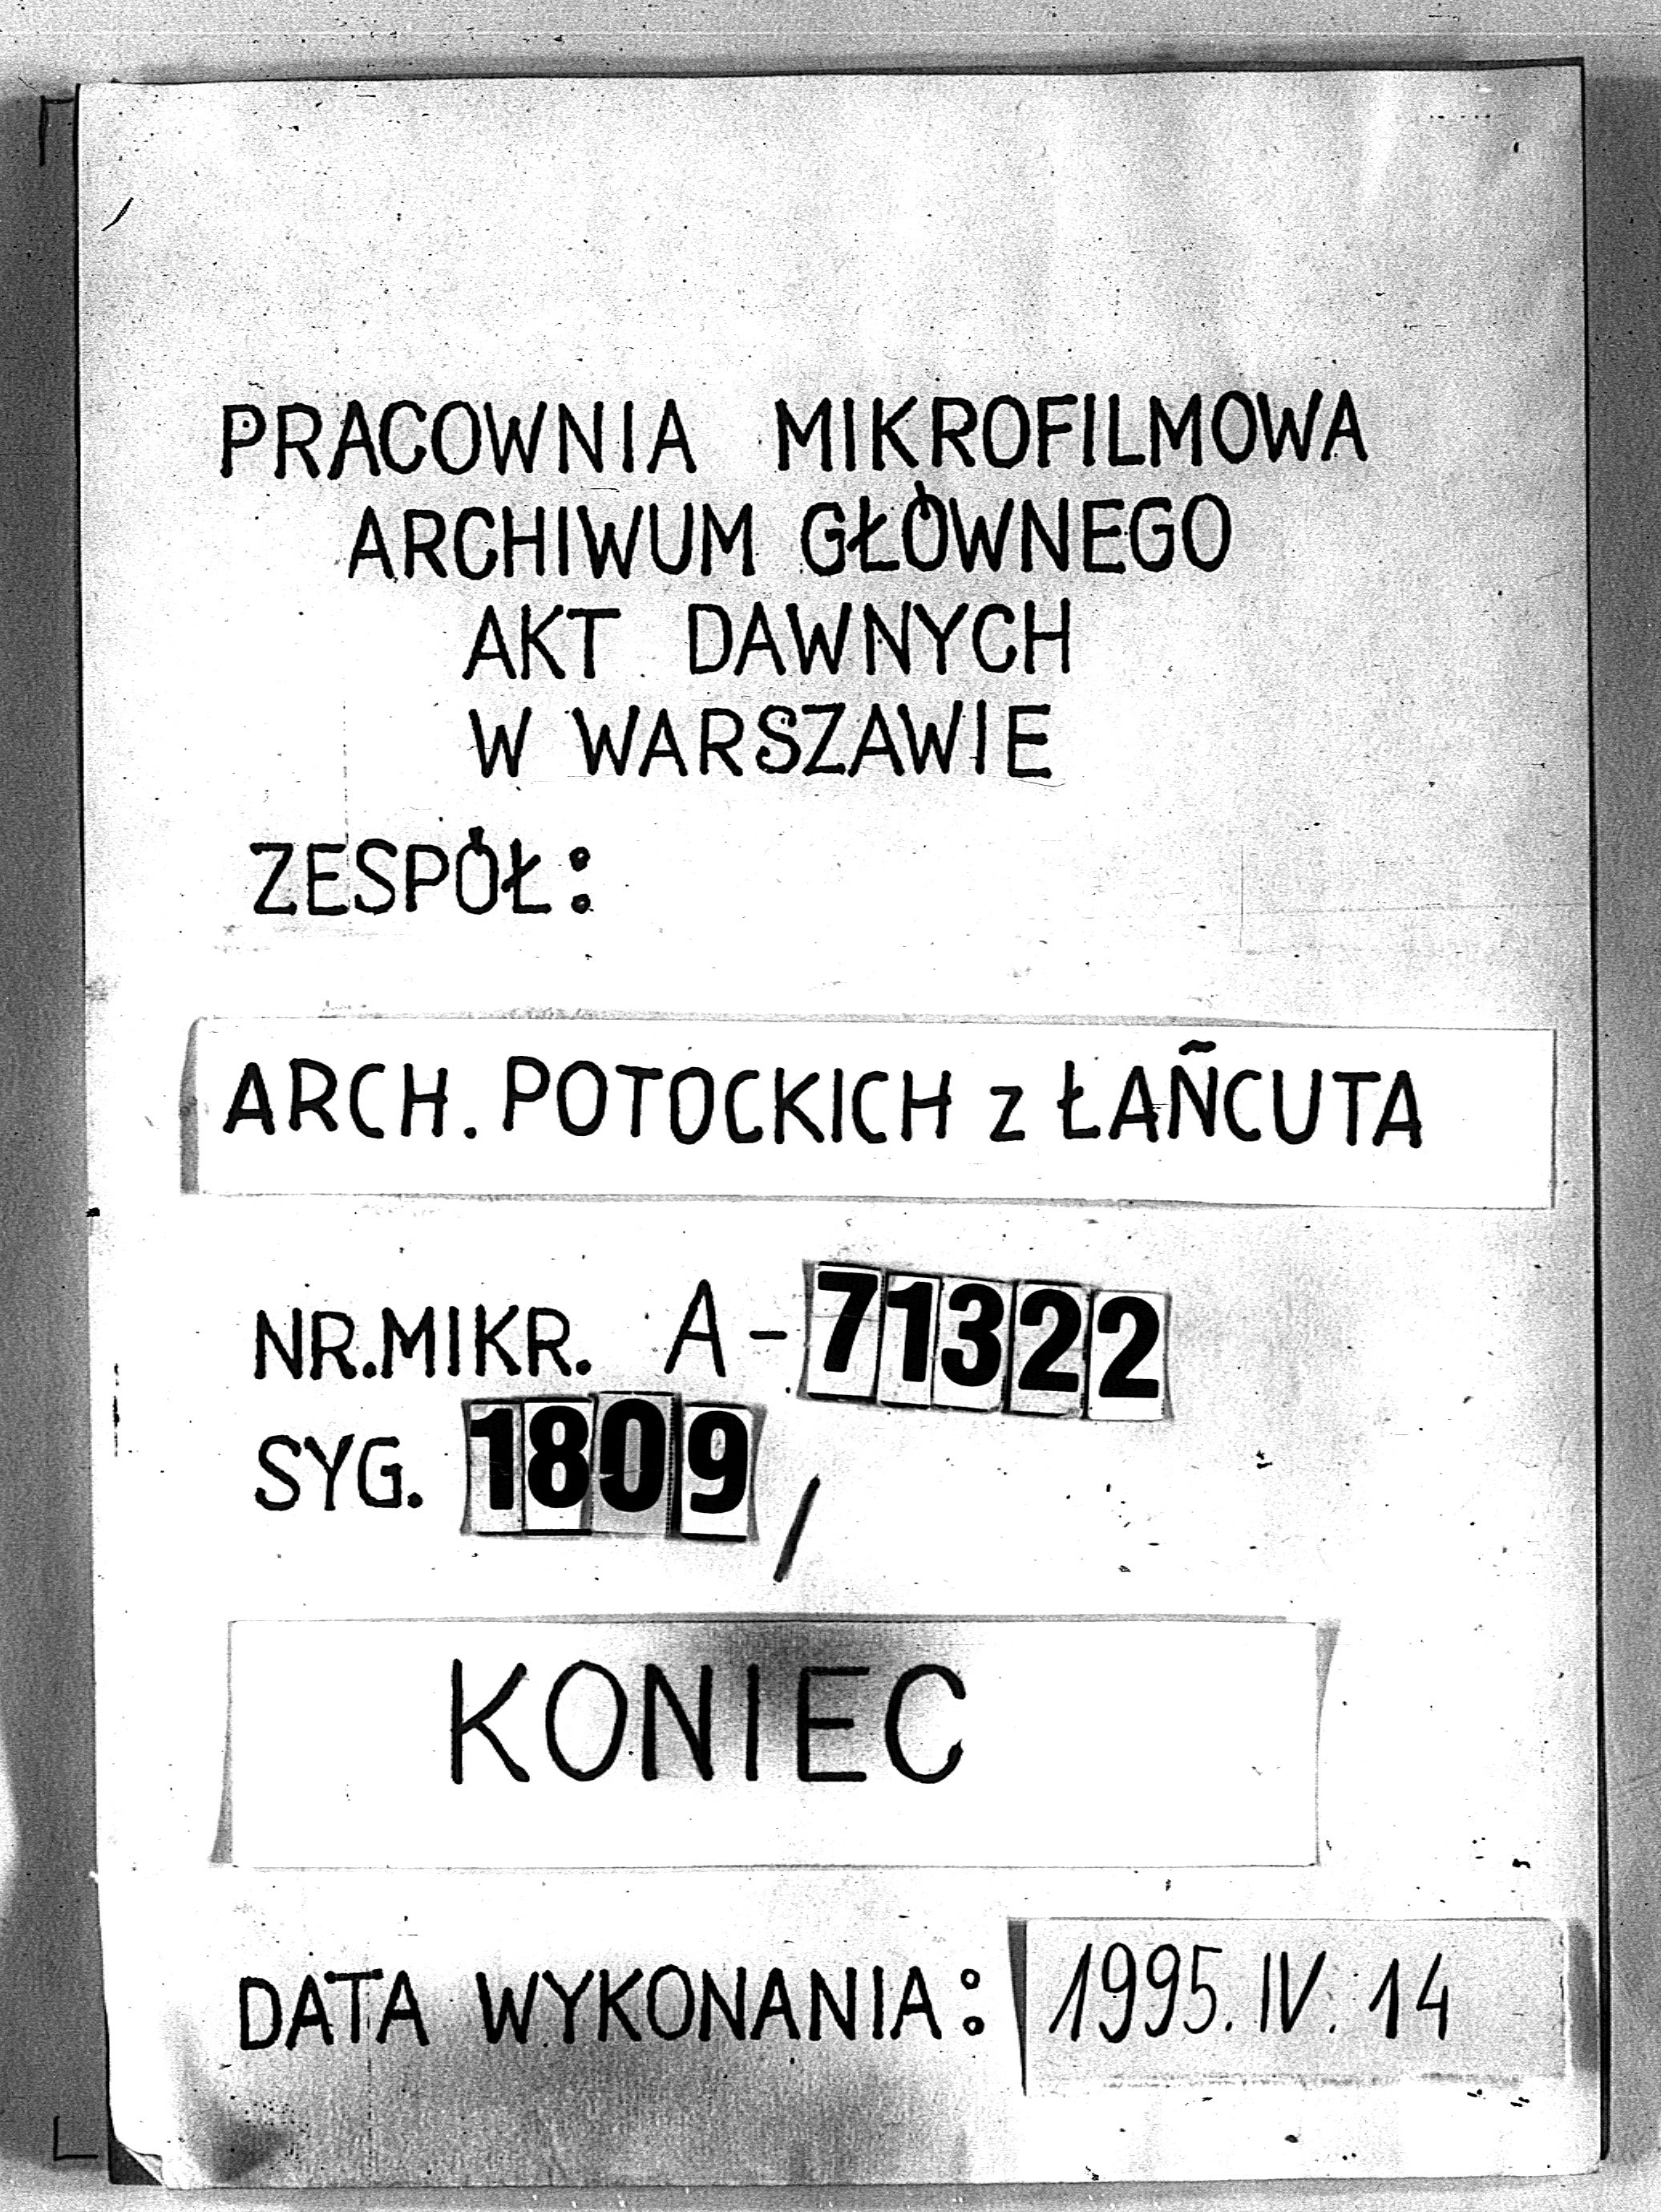 PRACOWNIA MIKROFILMOWA
ARCHIWUM GŁÓWNEGO
AKT DAWNYCH
W WARSZAWIE
ZESPÓŁ:
ARCH. POTOCKICH z ŁAÑCUTA
NR.MIKR. A-71322
SYG. 1809/
KONIEC
DATA WYKONANIA: 1995.IV.14